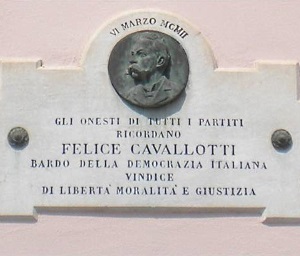 VI MARZO MCMII
GLI ONESTI DI TUTTI I PARTITI
RICORDANO
FELICE CAVALLOTTI
BARDO DELLA DEMOCRAZIA ITALIANA
VINDICE
DI LIBERTA' MORALITA' E GIUSTIZIA